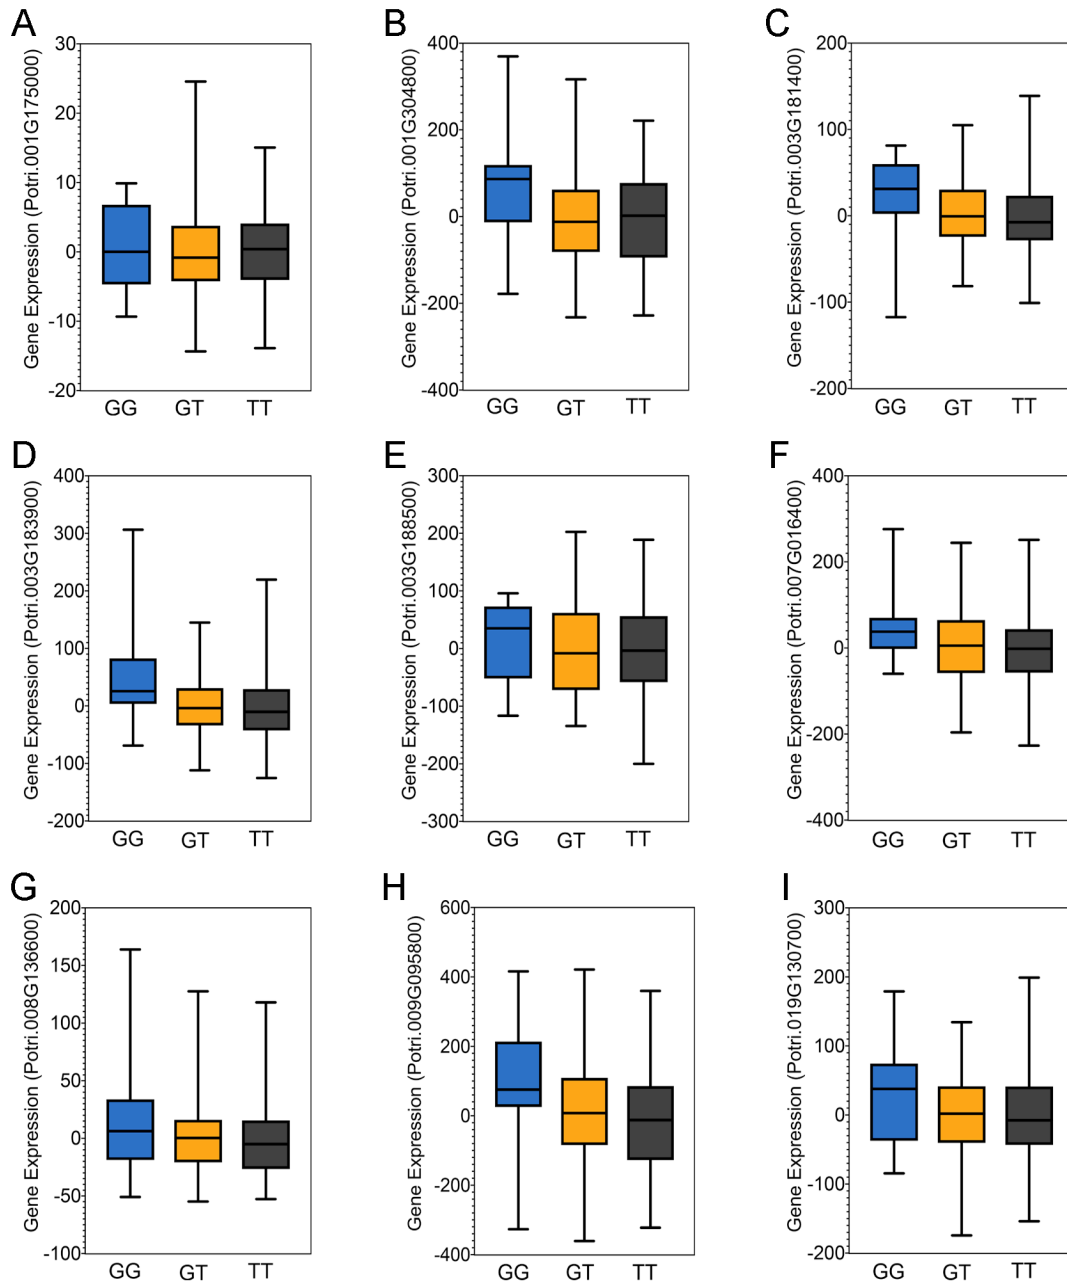 A
Gene Expression (Potri.001G175000)
30
20
10
0
-10
-20
GG GT TT
B
Gene Expression (Potri.001G304800)
400
200
0
-200
-400
GG GT TT
C
Gene Expression (Potri.003G181400)
200
100
0
-100
-200
GG GT TT
D
Gene Expression (Potri.003G183900)
400
300
200
100
0
-100
-200
GG GT TT
E
Gene Expression (Potri.003G188500)
300
200
100
0
-100
-200
-300
GG GT TT
F
Gene Expression (Potri.007G016400)
400
200
0
-200
-400
GG GT TT
G
Gene Expression (Potri.008G136600)
200
150
100
50
0
-50
-100
GG GT TT
H
Gene Expression (Potri.009G095800)
600
400
200
0
-200
-400
GG GT TT
I
Gene Expression (Potri.019G130700)
300
200
100
0
-100
-200
GG GT TT